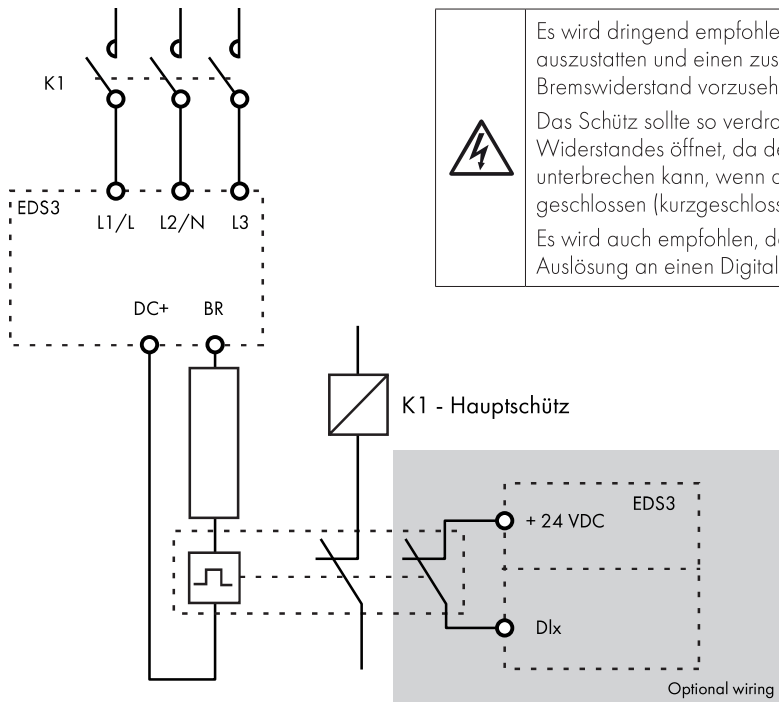 Es wird dringend empfohle
auszustatten und einen zus
Bremswiderstand vorzuseh
Das Schütz sollte so verdra
Widerstandes öffnet, da de
unterbrechen kann, wenn d
geschlossen (kurzgeschloss
Es wird auch empfohlen, de
Auslösung an einen Digital
K1
EDS3
L1/L
L2/N
L3
DC+
BR
K1 - Hauptschütz
EDS3
+ 24 VDC
DIx
Optional wiring